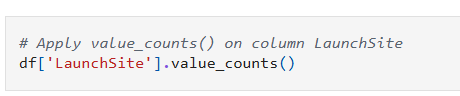 # Apply value_counts() on column LaunchSite
df['LaunchSite'].value_counts()